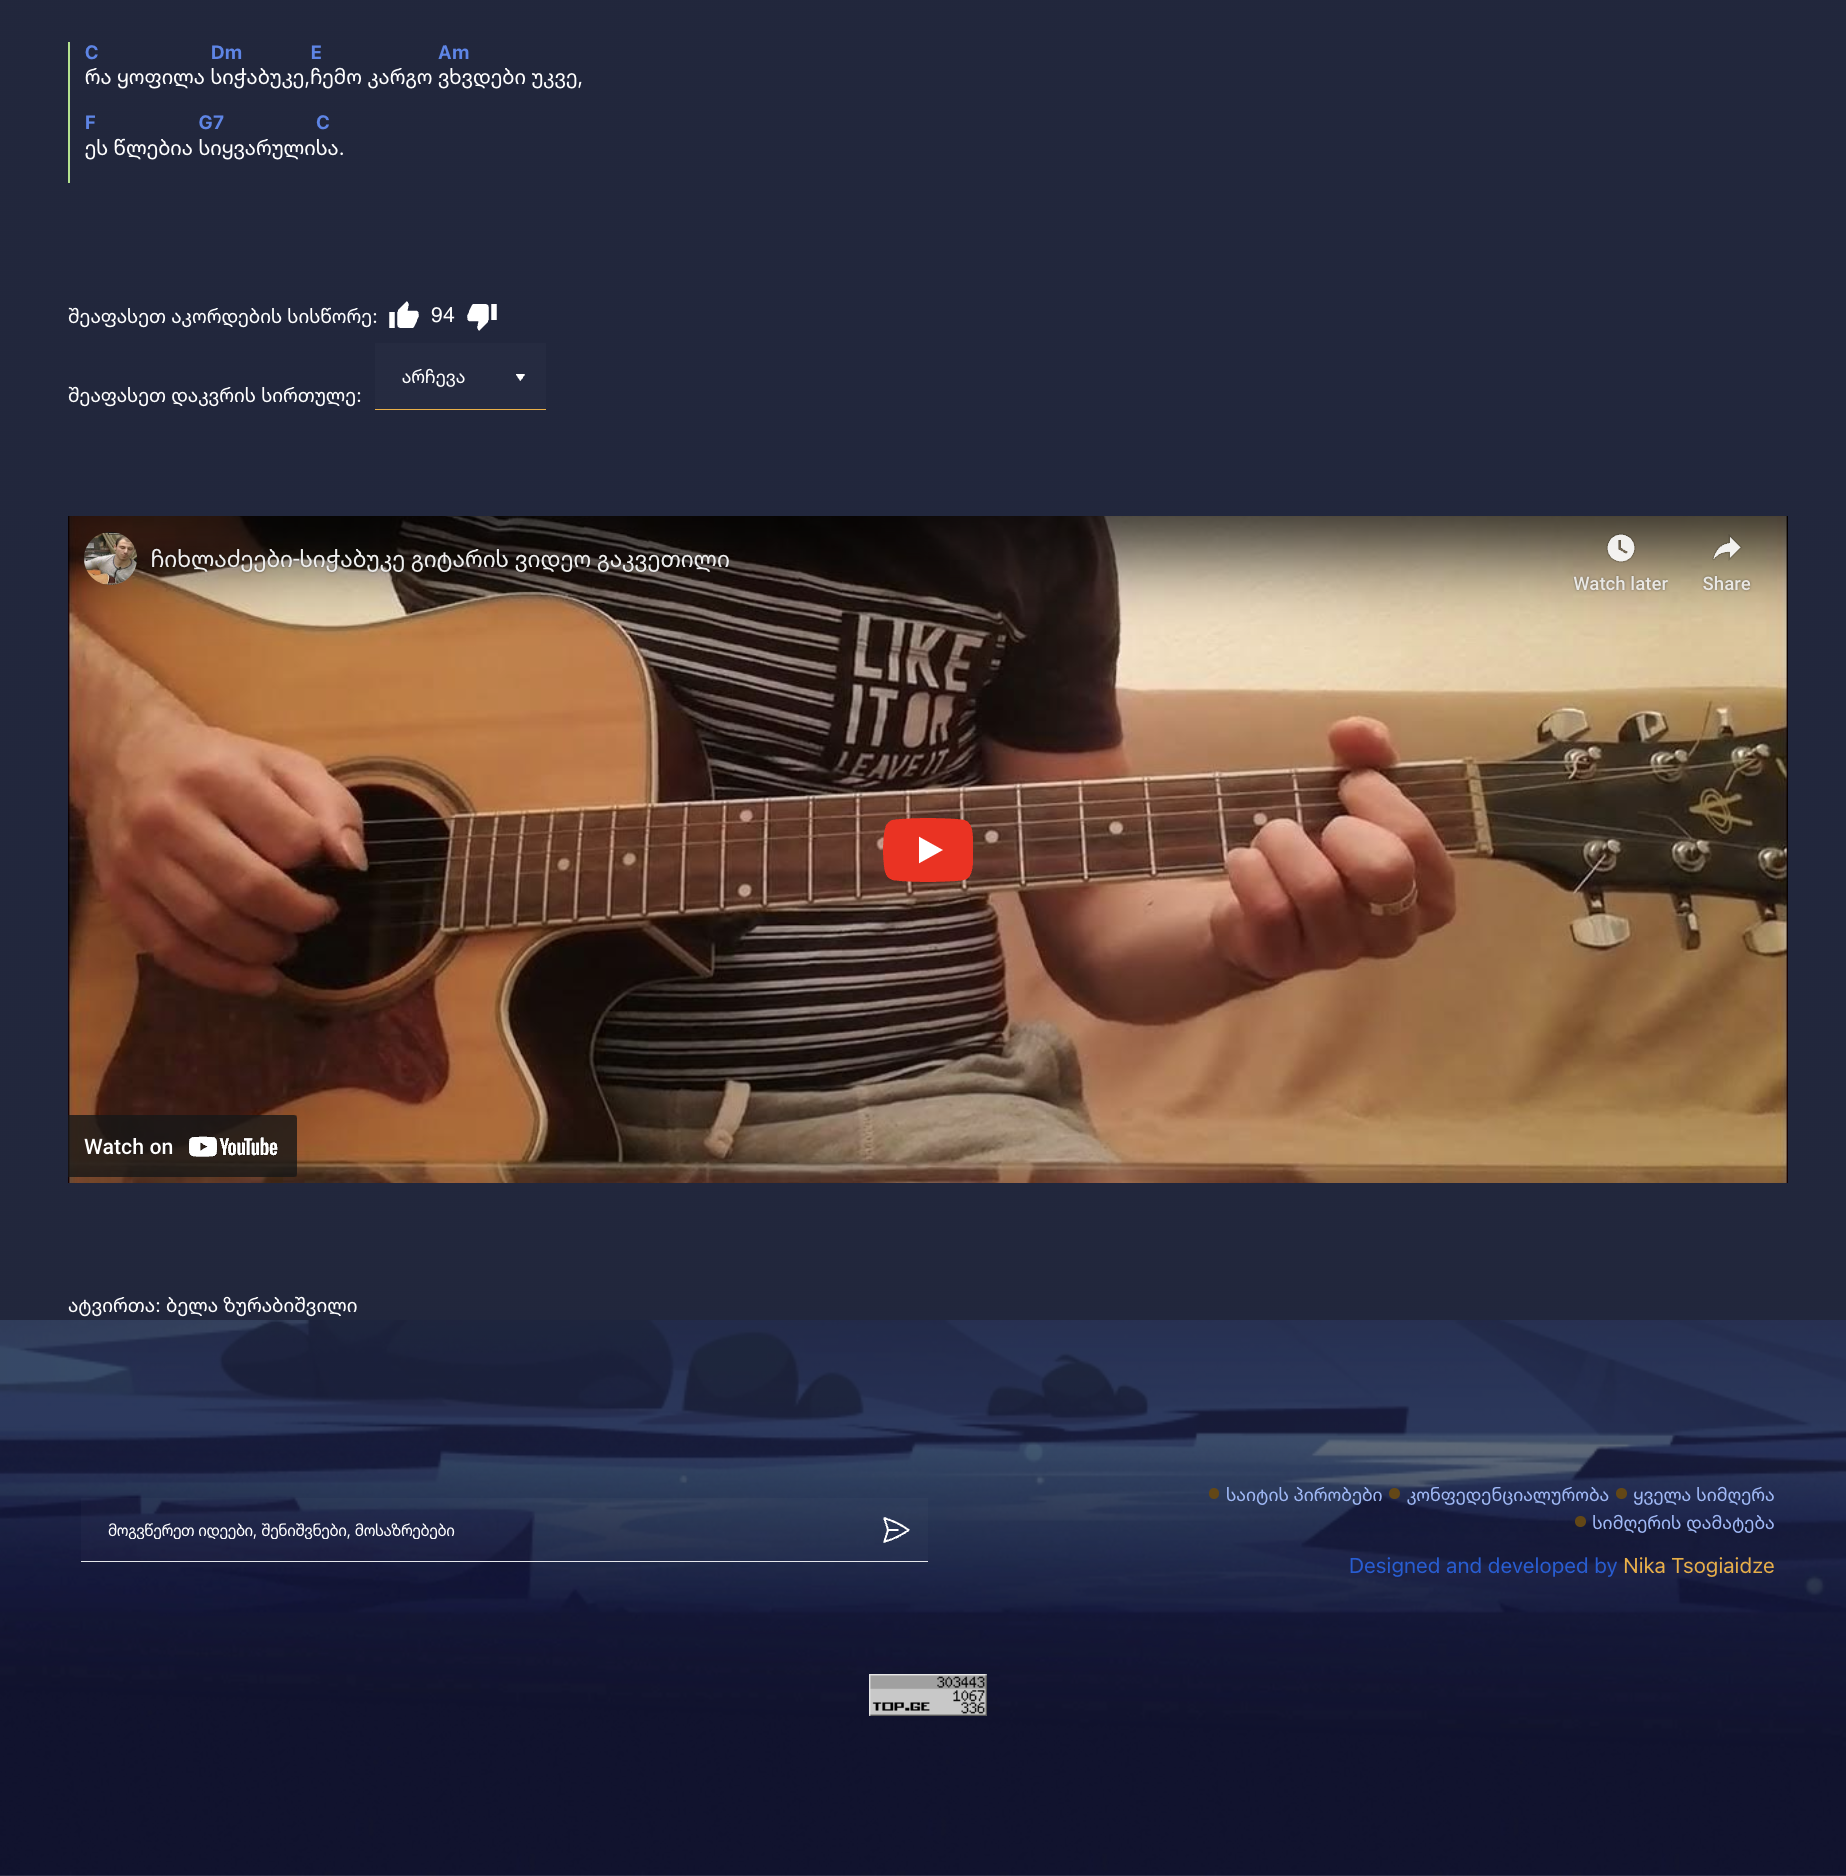 C Dm E Am
რა ყოფილა სიჭაბუკე,ჩემო კარგო ვხვდები უკვე,
F G7 C
ეს წლებია სიყვარულისა.
შეაფასეთ აკორდების სისწორე: 94
შეაფასეთ დაკვრის სირთულე: არჩევა
ჩიხლაძეები-სიჭაბუკე გიტარის ვიდეო გაკვეთილი
Watch later Share
LIKE
IT OR
LEAVE IT
Watch on YouTube
ატვირთა: ბელა ზურაბიშვილი
მოგვწერეთ იდეები, შენიშვნები, მოსაზრებები
საიტის პირობები კონფედენციალურობა ყველა სიმღერა
სიმღერის დამატება
Designed and developed by Nika Tsogiaidze
303443
1067
TOP.GE 336